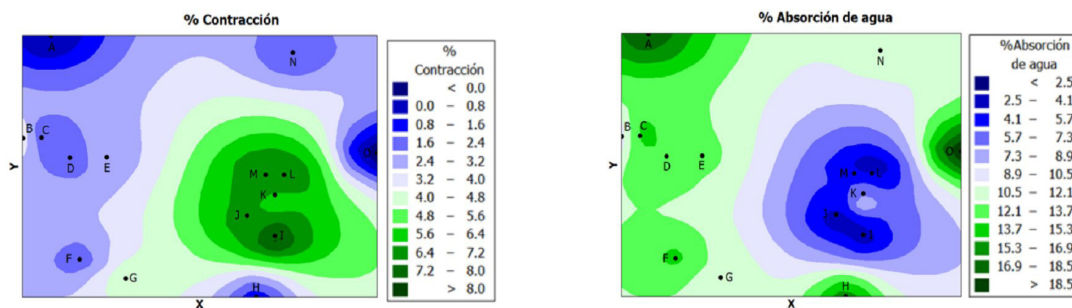 % Contracción
A
N
B
C
D
E
M
L
K
J
I
F
G
H
O
Y
X
%
Contracción
< 0.0
0.0 – 0.8
0.8 – 1.6
1.6 – 2.4
2.4 – 3.2
3.2 – 4.0
4.0 – 4.8
4.8 – 5.6
5.6 – 6.4
6.4 – 7.2
7.2 – 8.0
> 8.0
% Absorción de agua
A
N
B
C
D
E
M
L
K
J
I
F
G
H
O
Y
X
%Absorción
de agua
< 2.5
2.5 – 4.1
4.1 – 5.7
5.7 – 7.3
7.3 – 8.9
8.9 – 10.5
10.5 – 12.1
12.1 – 13.7
13.7 – 15.3
15.3 – 16.9
16.9 – 18.5
> 18.5